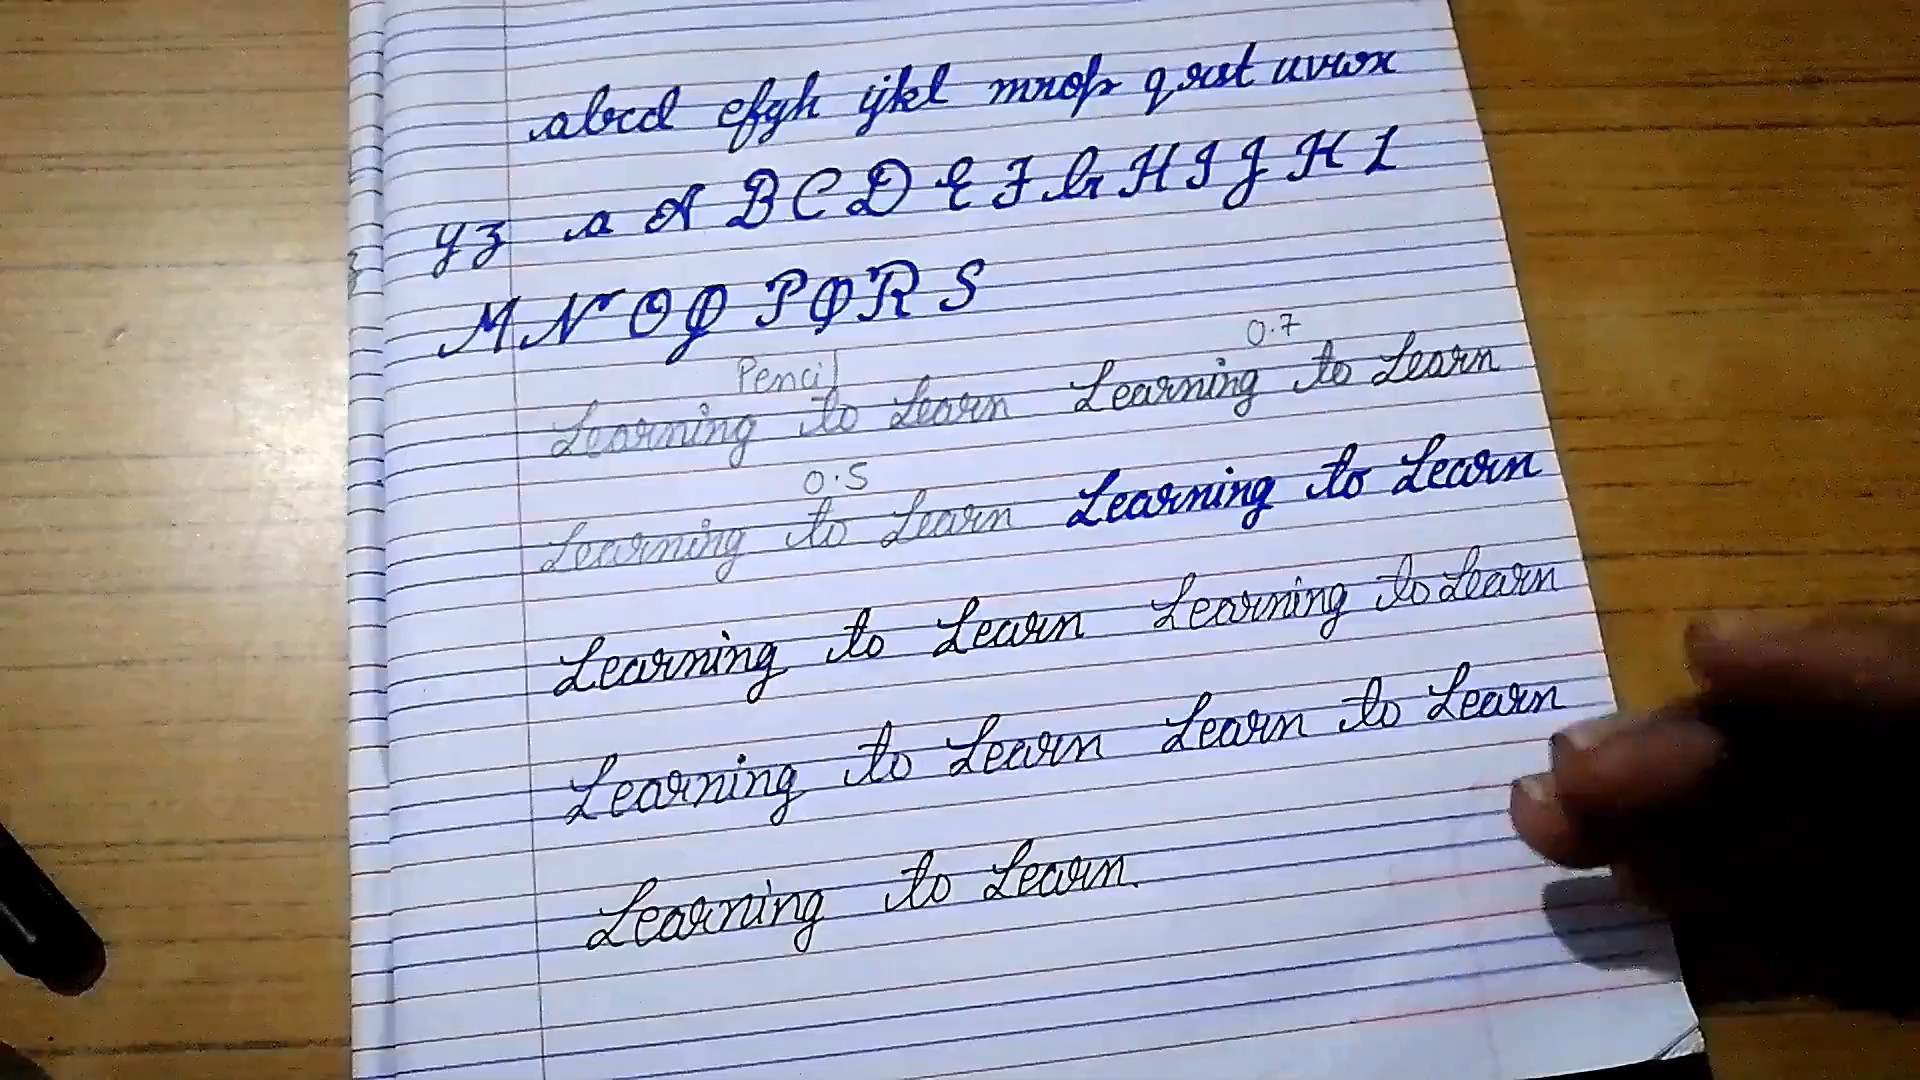 abcd efgh ijkl mnop qrst uvwx
yz a A B C D E F G H I J K L
M N O Q P Q R S
Pencil 0.7
Learning to Learn Learning to Learn
0.5
Learning to Learn Learning to Learn
Learning to Learn Learning to Learn
Learning to Learn Learn to Learn
Learning to Learn.